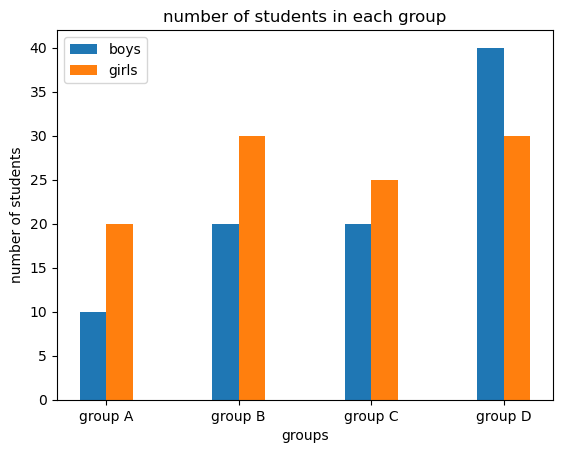 number of students in each group
boys
girls
number of students
40
35
30
25
20
15
10
5
0
group A group B group C group D
groups